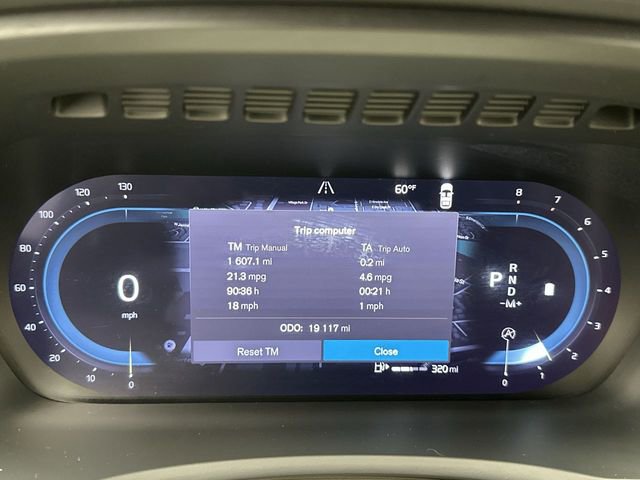 60°F
120 130
100
80
60
40
20
10
0
0
mph
Trip computer
TM Trip Manual TA Trip Auto
1 607.1 mi 0.2 mi
21.3 mpg 4.6 mpg
90:36 h 00:21 h
18 mph 1 mph
ODO: 19 117 mi
Reset TM Close
320 mi
P
R
N
D
-M+
A
8
7
6
5
4
3
2
1
0